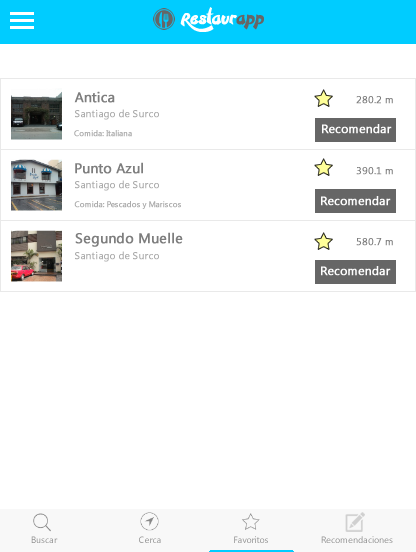 Restaurapp
Antica
280.2 m
Santiago de Surco
Comida: Italiana
Recomendar
Punto Azul
390.1 m
Santiago de Surco
Comida: Pescados y Mariscos
Recomendar
Segundo Muelle
580.7 m
Santiago de Surco
Recomendar
Buscar
Cerca
Favoritos
Recomendaciones